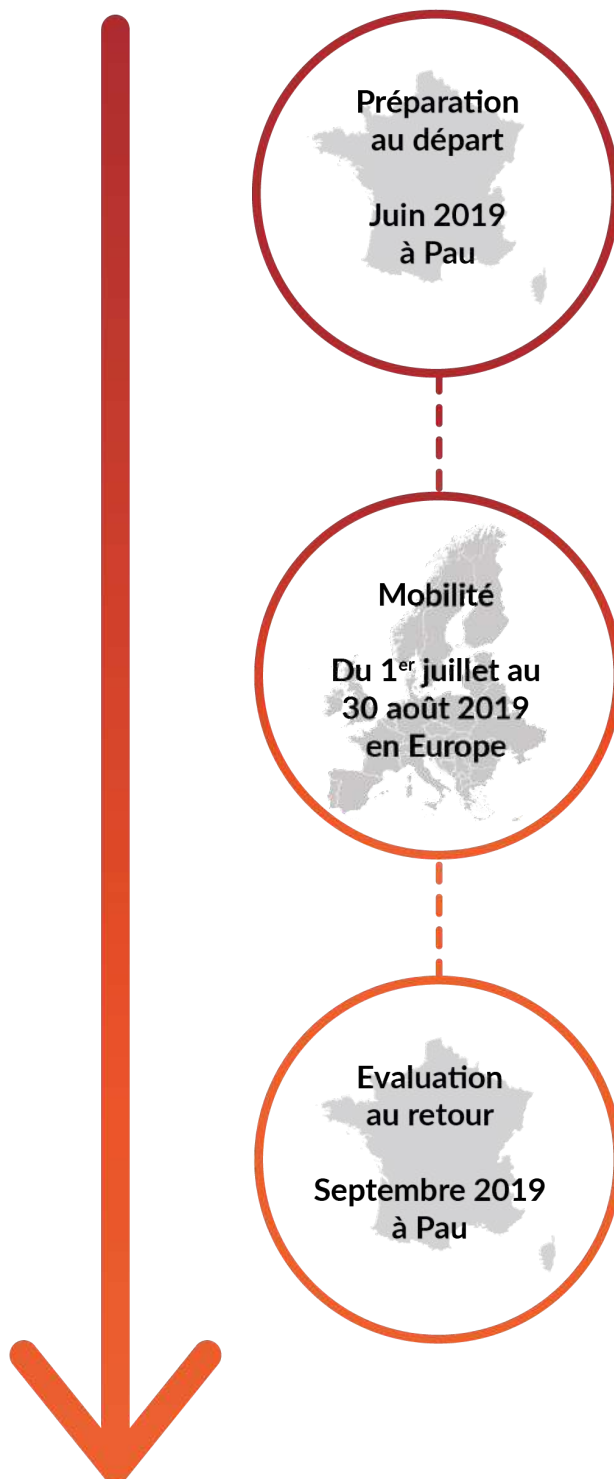 Préparation
au départ
Juin 2019
à Pau
Mobilité
Du 1er juillet au
30 août 2019
en Europe
Evaluation
au retour
Septembre 2019
à Pau